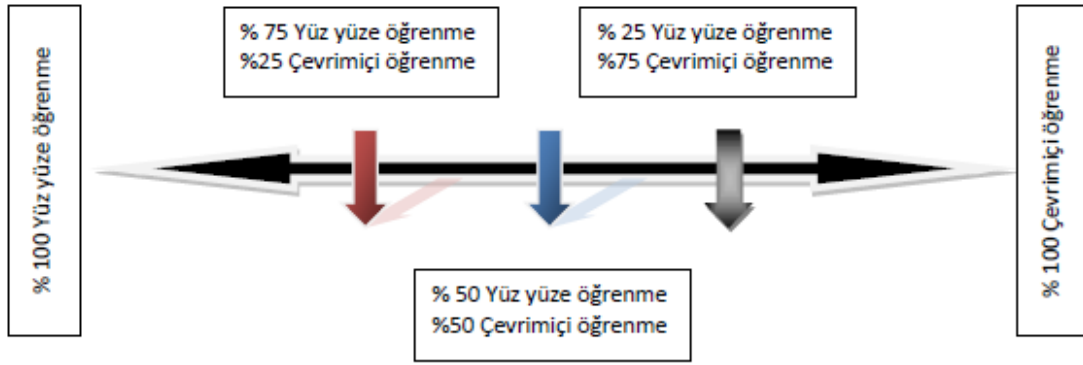 % 100 Yüz yüze öğrenme
% 75 Yüz yüze öğrenme
%25 Çevrimiçi öğrenme
% 25 Yüz yüze öğrenme
%75 Çevrimiçi öğrenme
% 50 Yüz yüze öğrenme
%50 Çevrimiçi öğrenme
% 100 Çevrimiçi öğrenme